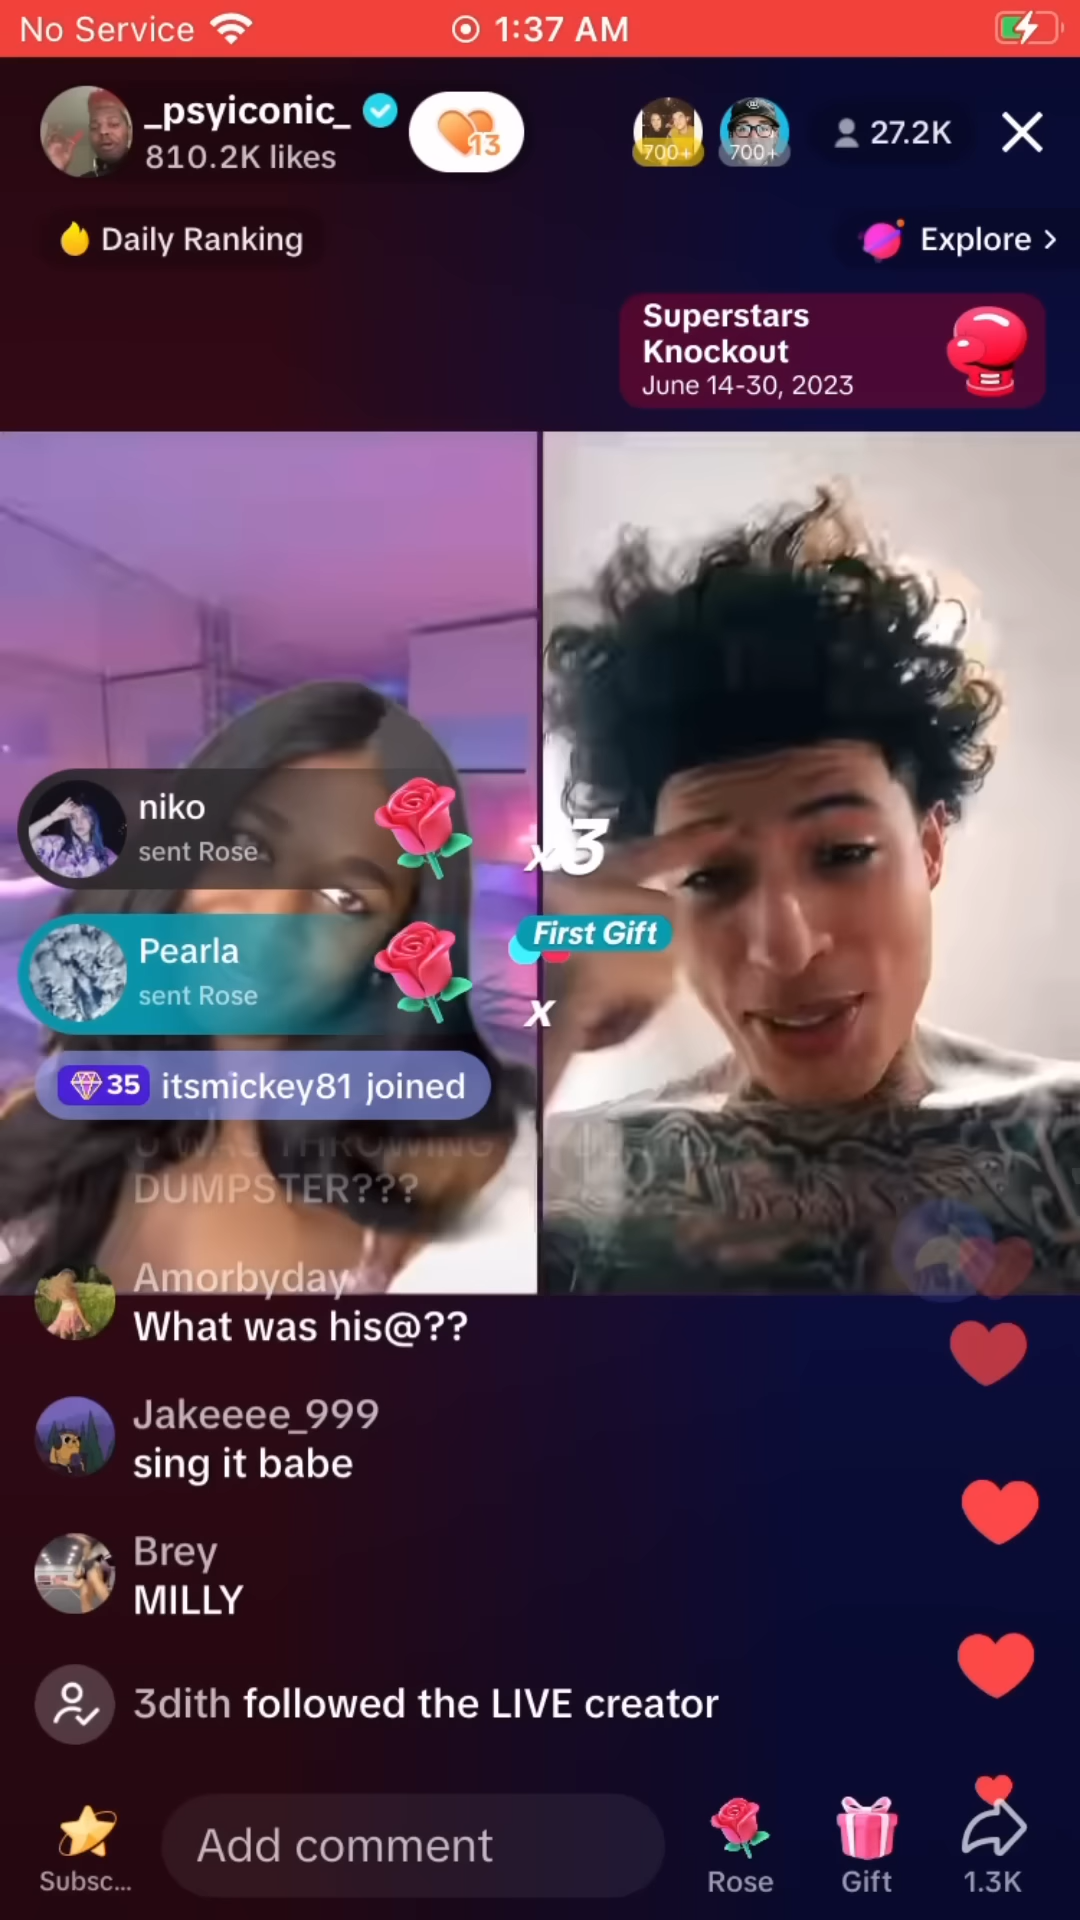 No Service
1:37 AM
_psyiconic_
810.2K likes
13
700+
700+
27.2K
Daily Ranking
Explore >
Superstars
Knockout
June 14-30, 2023
niko
sent Rose
x3
First Gift
Pearla
sent Rose
x
35 itsmickey81 joined
U WAS THROWING
DUMPSTER???
Amorbyday
What was his@??
Jakeeee_999
sing it babe
Brey
MILLY
3dith followed the LIVE creator
Subsc...
Add comment
Rose
Gift
1.3K